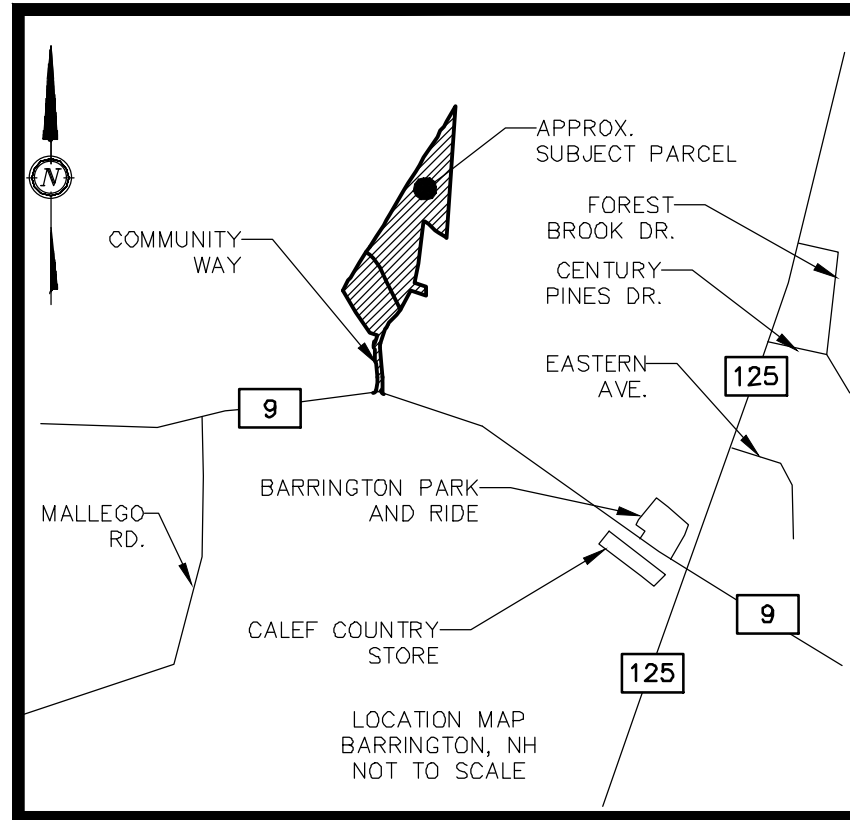 APPROX.
SUBJECT PARCEL
N
FOREST
BROOK DR.
COMMUNITY
WAY
CENTURY
PINES DR.
EASTERN
AVE.
125
9
BARRINGTON PARK
AND RIDE
MALLEGO
RD.
CALEF COUNTRY
STORE
9
125
LOCATION MAP
BARRINGTON, NH
NOT TO SCALE